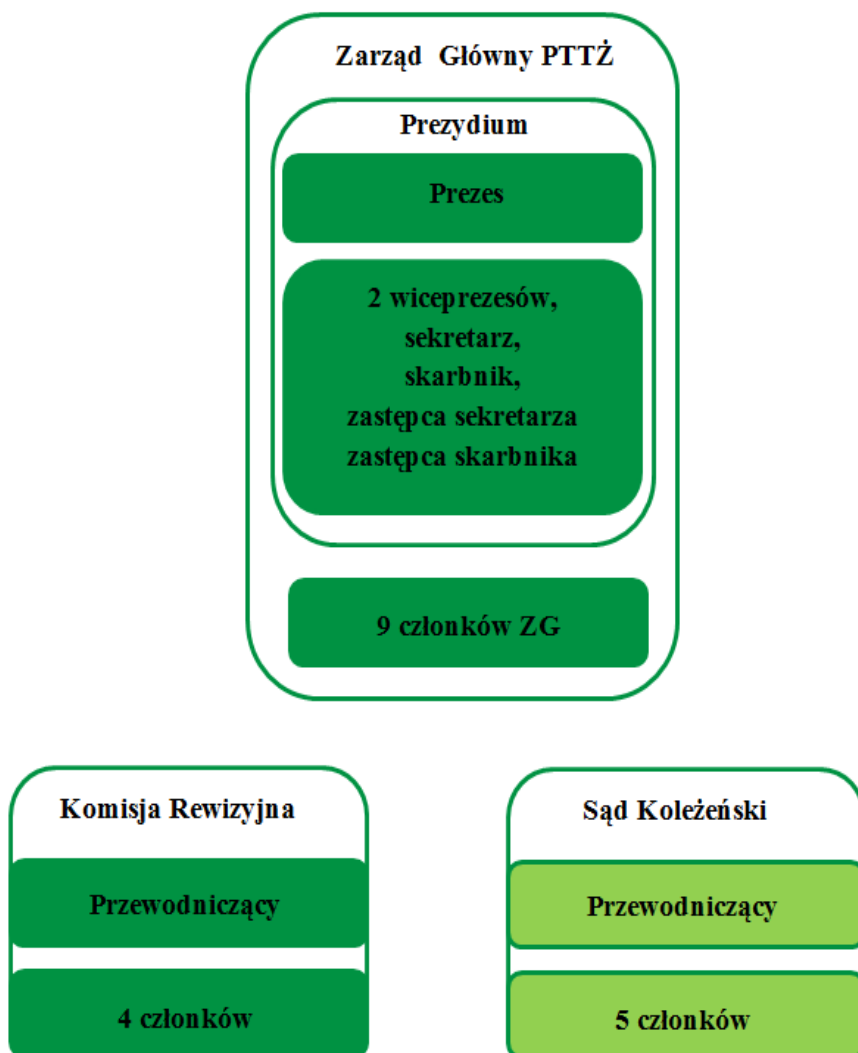 Zarząd Główny PTTŻ
Prezydium
Prezes
2 wiceprezesów,
sekretarz,
skarbnik,
zastępca sekretarza
zastępca skarbnika
9 członków ZG
Komisja Rewizyjna
Przewodniczący
4 członków
Sąd Koleżeński
Przewodniczący
5 członków